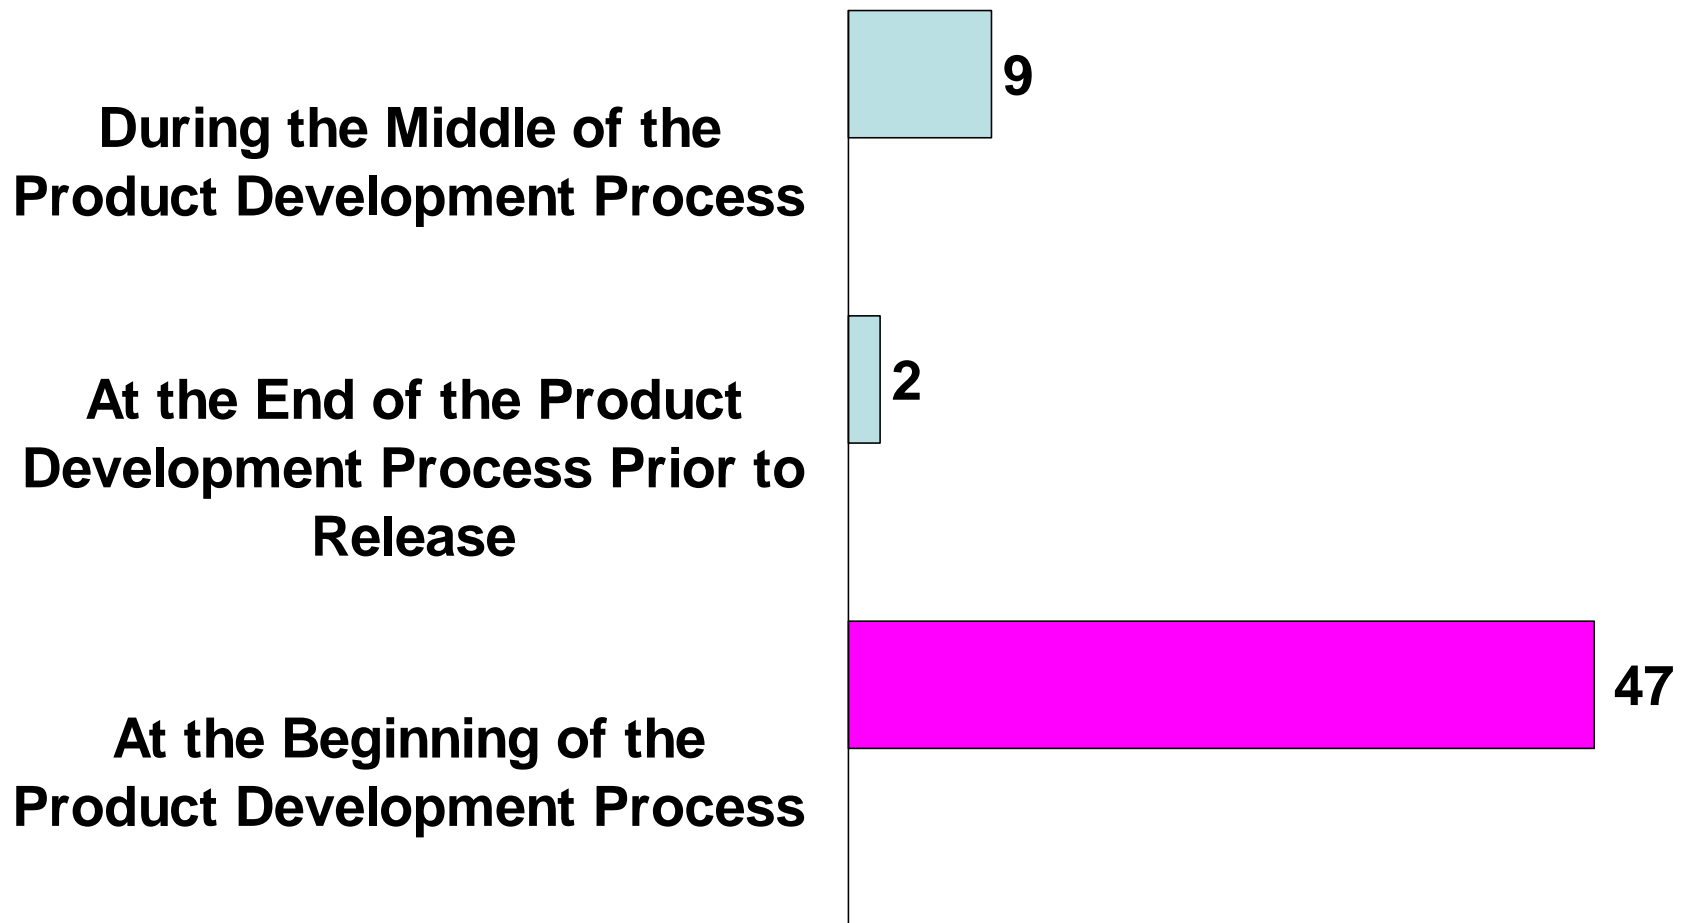 9
During the Middle of the
Product Development Process
2
At the End of the Product
Development Process Prior to
Release
47
At the Beginning of the
Product Development Process